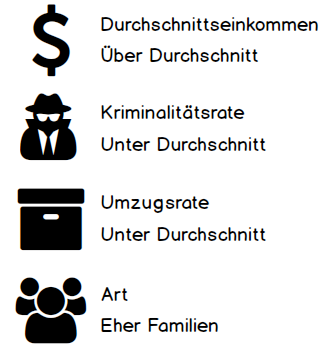 Durchschnittseinkommen
Über Durchschnitt
Kriminalitätsrate
Unter Durchschnitt
Umzugsrate
Unter Durchschnitt
Art
Eher Familien